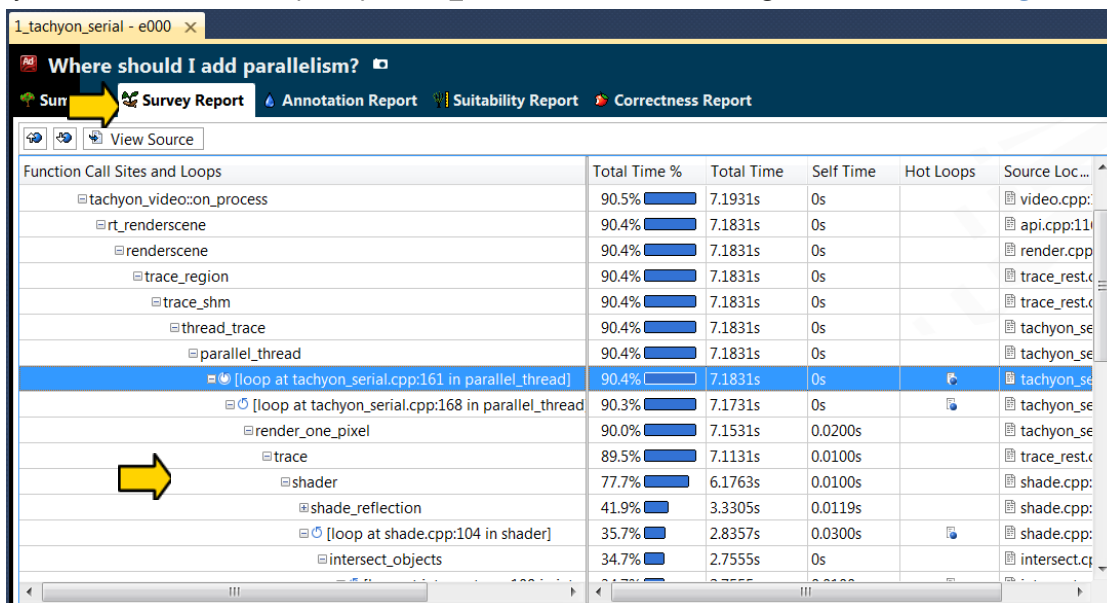 1_tachyon_serial - e000 ×
Where should I add parallelism?
Sum Survey Report Annotation Report Suitability Report Correctness Report
View Source
Function Call Sites and Loops Total Time % Total Time Self Time Hot Loops Source Loc...
tachyon_video::on_process 90.5% 7.1931s 0s video.cpp:
rt_renderscene 90.4% 7.1831s 0s api.cpp:11
renderscene 90.4% 7.1831s 0s render.cpp
trace_region 90.4% 7.1831s 0s trace_rest.c
trace_shm 90.4% 7.1831s 0s trace_rest.c
thread_trace 90.4% 7.1831s 0s tachyon_se
parallel_thread 90.4% 7.1831s 0s tachyon_se
[loop at tachyon_serial.cpp:161 in parallel_thread] 90.4% 7.1831s 0s tachyon_se
[loop at tachyon_serial.cpp:168 in parallel_thread 90.3% 7.1731s 0s tachyon_se
render_one_pixel 90.0% 7.1531s 0.0200s tachyon_se
trace 89.5% 7.1131s 0.0100s trace_rest.c
shader 77.7% 6.1763s 0.0100s shade.cpp:
shade_reflection 41.9% 3.3305s 0.0119s shade.cpp:
[loop at shade.cpp:104 in shader] 35.7% 2.8357s 0.0300s shade.cpp:
intersect_objects 34.7% 2.7555s 0s intersect.cp